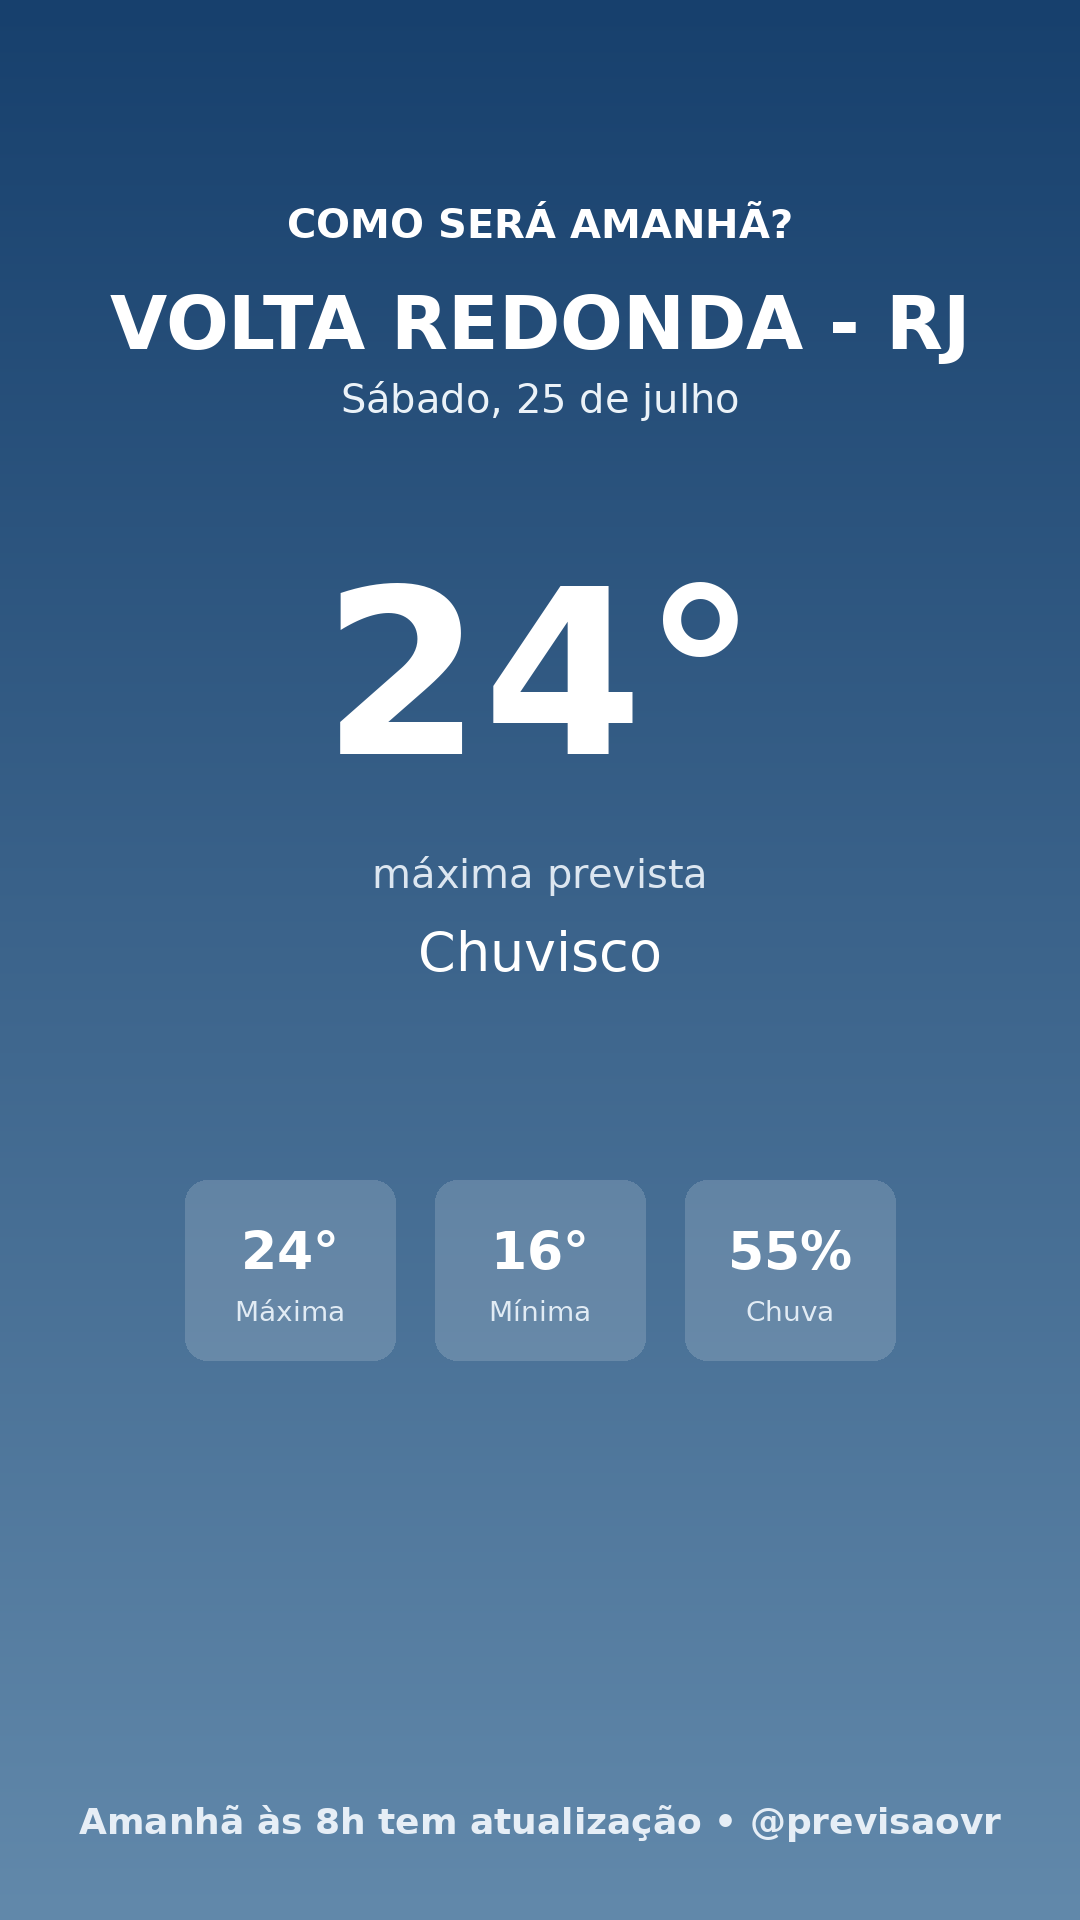 COMO SERÁ AMANHÃ?
VOLTA REDONDA - RJ
Sábado, 25 de julho
24°
máxima prevista
Chuvisco
24° 16° 55%
Máxima Mínima Chuva
Amanhã às 8h tem atualização • @previsaovr